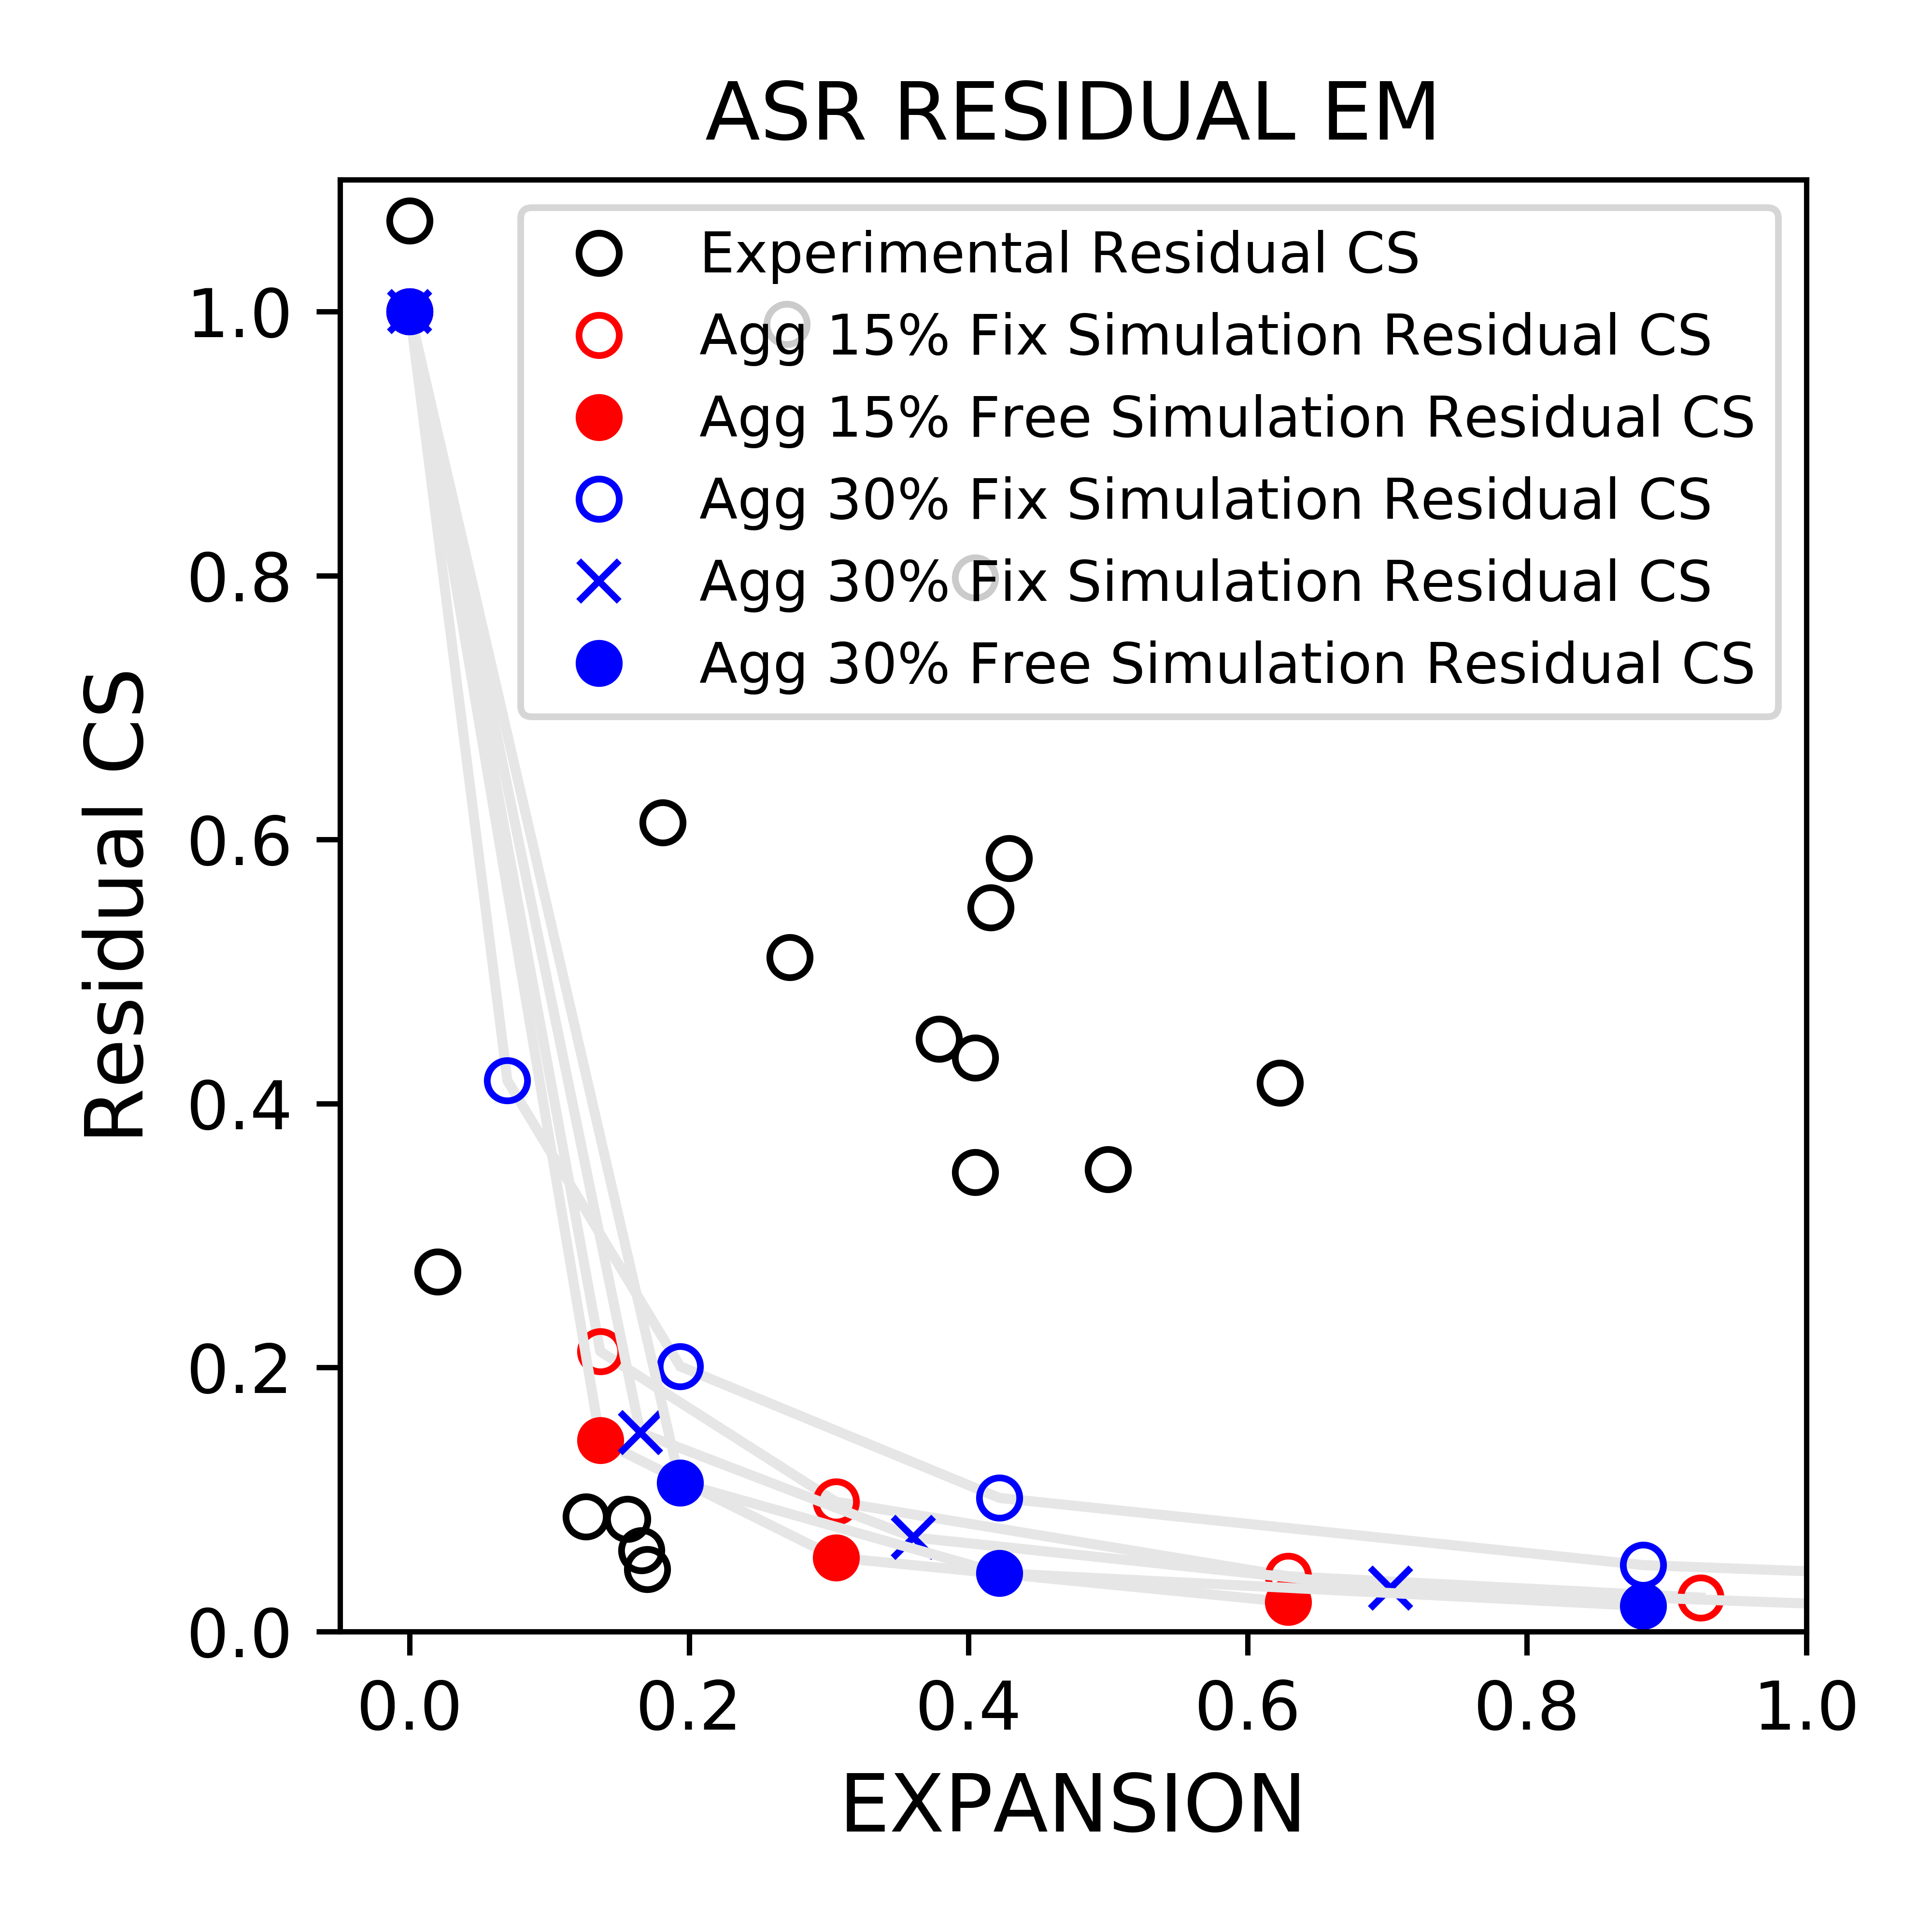 ASR RESIDUAL EM
Experimental Residual CS
Agg 15% Fix Simulation Residual CS
Agg 15% Free Simulation Residual CS
Agg 30% Fix Simulation Residual CS
Agg 30% Fix Simulation Residual CS
Agg 30% Free Simulation Residual CS
Residual CS
1.0
0.8
0.6
0.4
0.2
0.0
0.0 0.2 0.4 0.6 0.8 1.0
EXPANSION